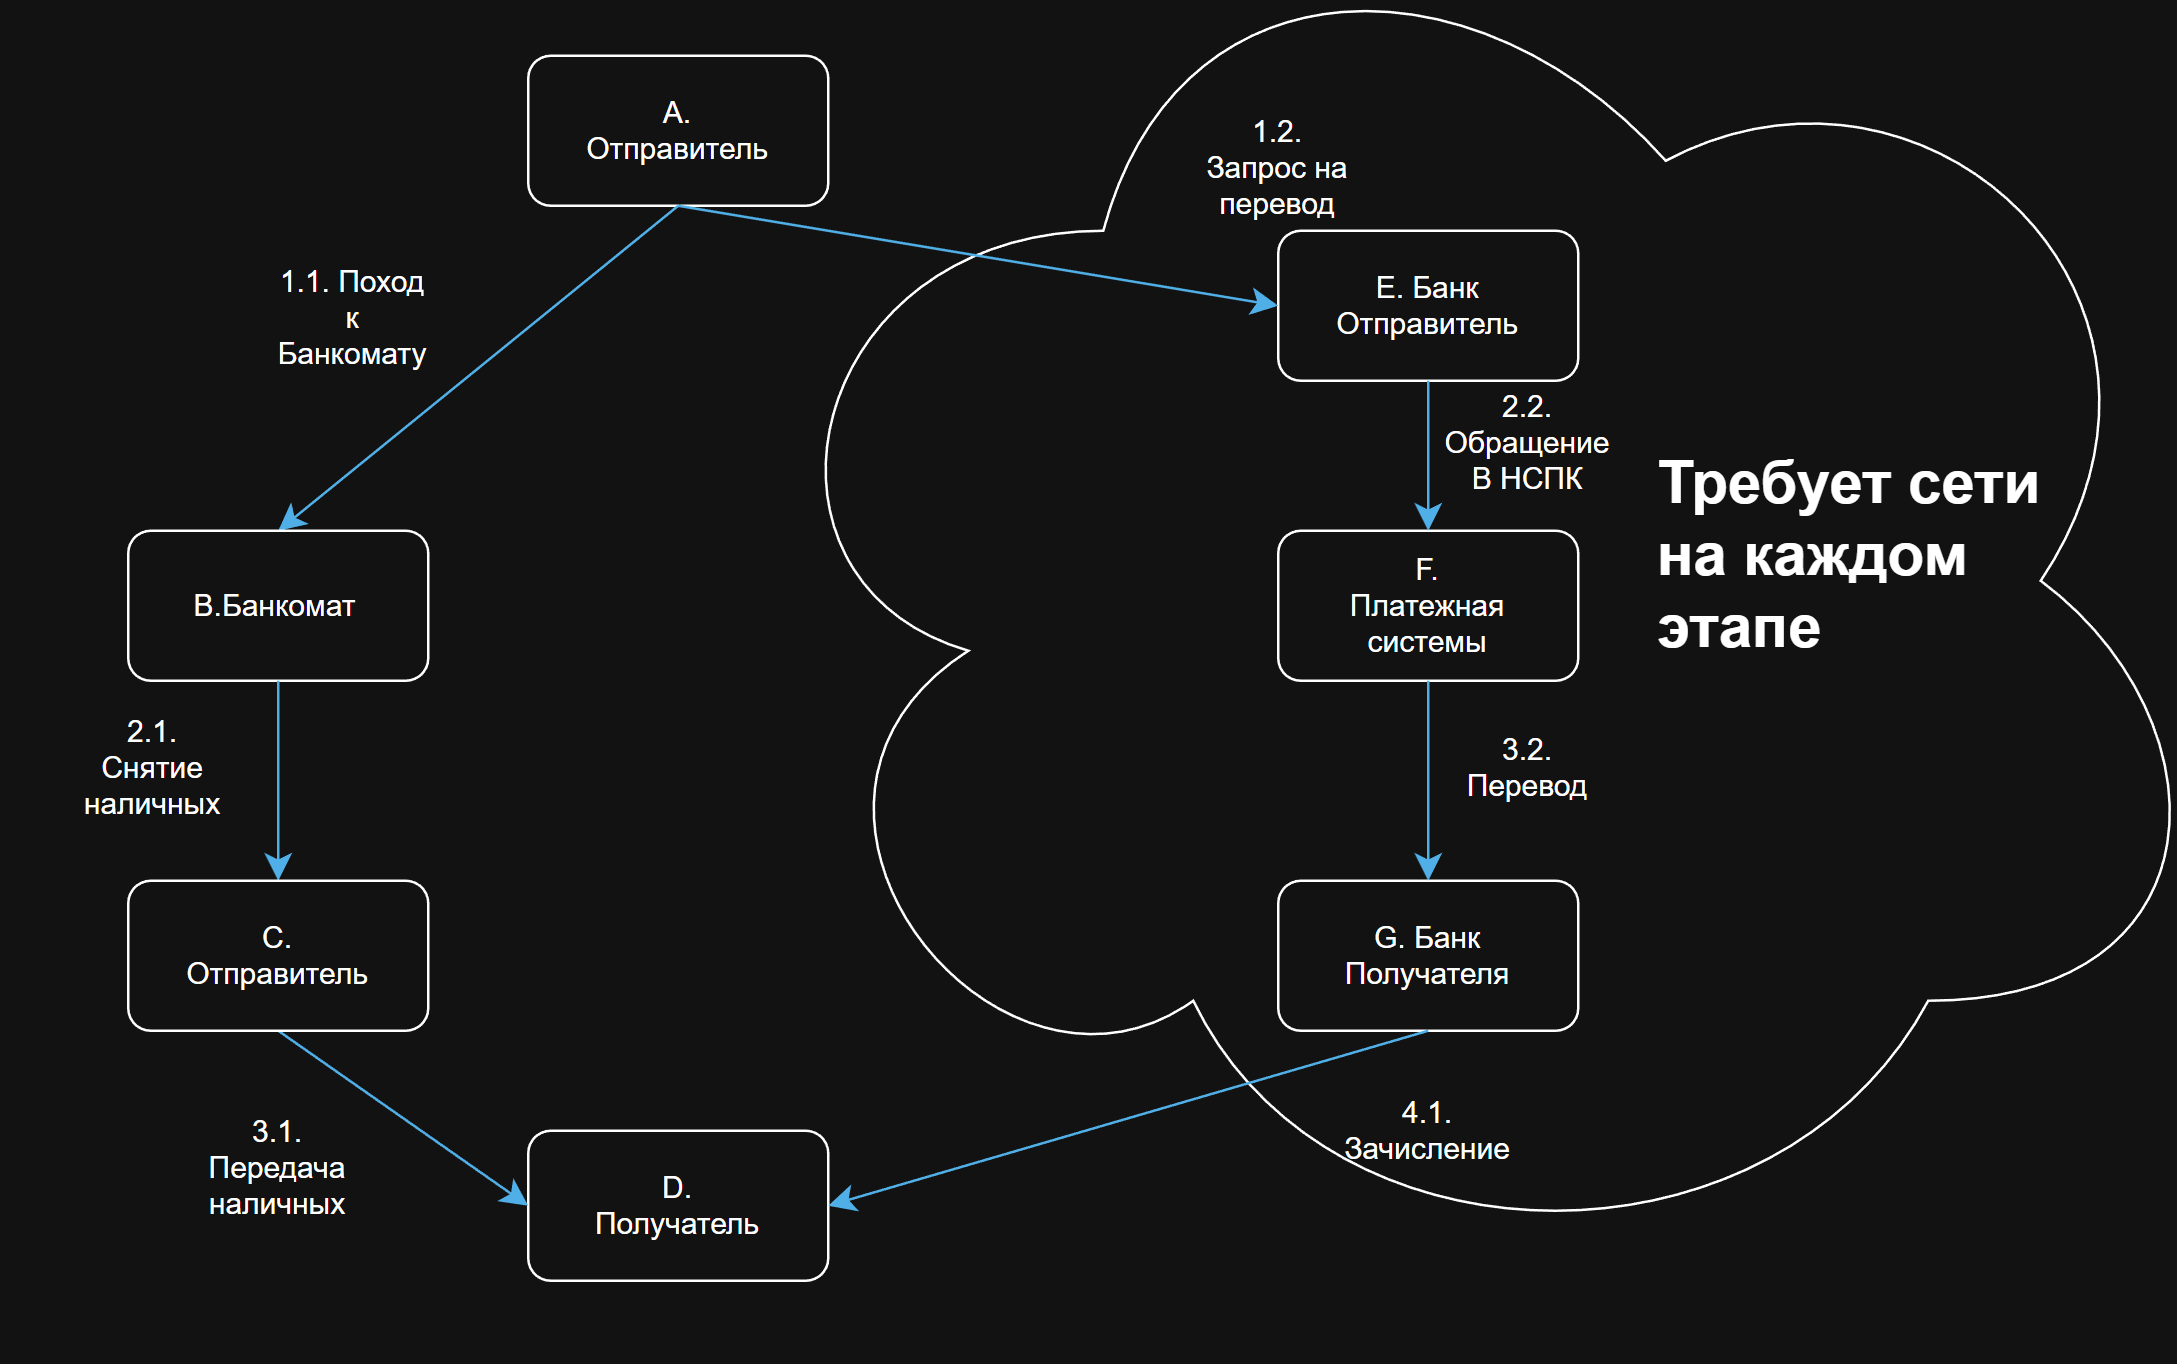 A.
Отправитель
1.2.
Запрос на
перевод
1.1. Поход
к
Банкомату
E. Банк
Отправитель
2.2.
Обращение
В НСПК
Требует сети
на каждом
этапе
B.Банкомат
F.
Платежная
системы
2.1.
Снятие
наличных
3.2.
Перевод
C.
Отправитель
G. Банк
Получателя
3.1.
Передача
наличных
4.1.
Зачисление
D.
Получатель